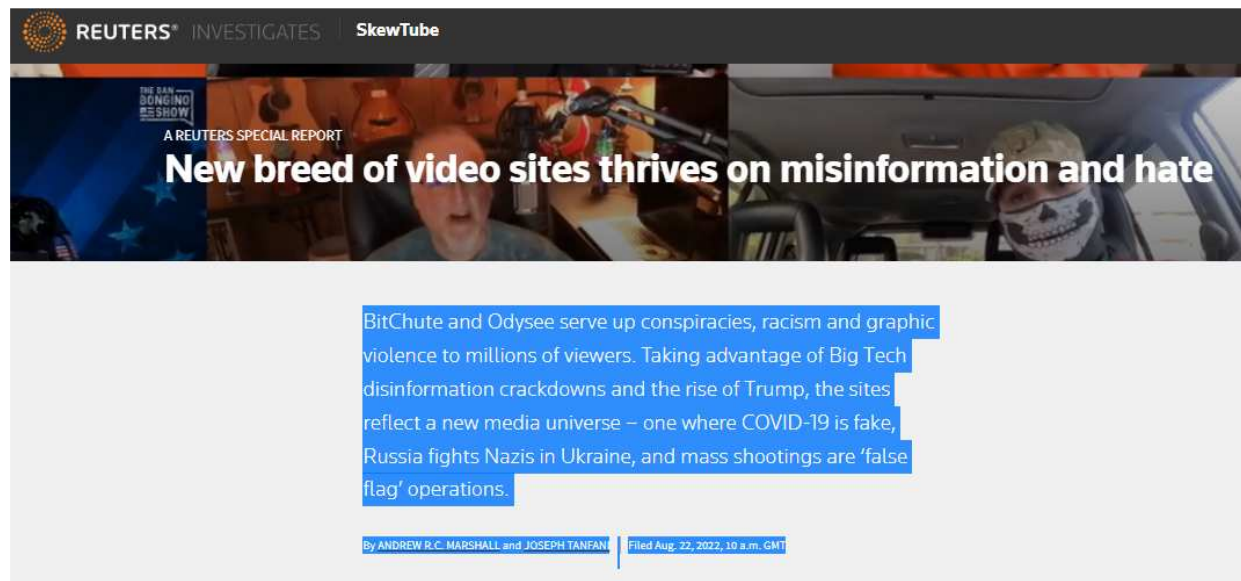 REUTERS® INVESTIGATES SkewTube
THE DAN
BONGINO
SHOW
A REUTERS SPECIAL REPORT
New breed of video sites thrives on misinformation and hate
BitChute and Odysee serve up conspiracies, racism and graphic
violence to millions of viewers. Taking advantage of Big Tech
disinformation crackdowns and the rise of Trump, the sites
reflect a new media universe – one where COVID-19 is fake,
Russia fights Nazis in Ukraine, and mass shootings are ‘false
flag’ operations.
By ANDREW R.C. MARSHALL and JOSEPH TANFANI Filed Aug. 22, 2022, 10 a.m. GMT